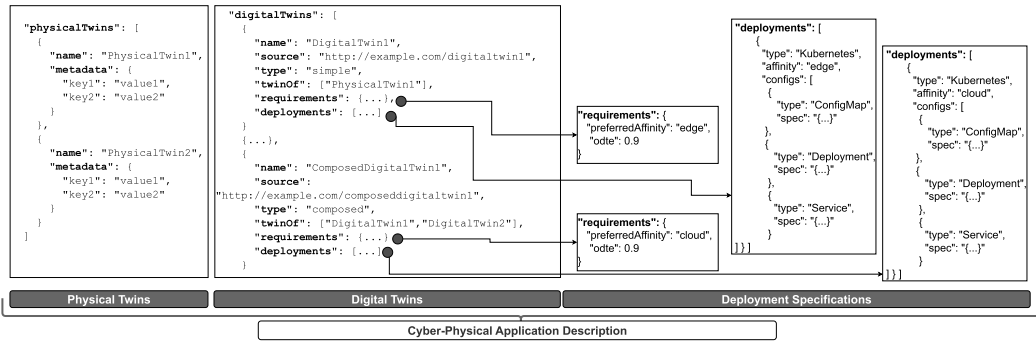 "physicalTwins": [
{
"name": "PhysicalTwin1",
"metadata": {
"key1": "value1",
"key2": "value2"
}
},
{
"name": "PhysicalTwin2",
"metadata": {
"key1": "value1",
"key2": "value2"
}
}
]
"digitalTwins": [
{
"name": "DigitalTwin1",
"source": "http://example.com/digitaltwin1",
"type": "simple",
"twinOf": ["PhysicalTwin1"],
"requirements": {...},
"deployments": [...]
}
{...},
{
"name": "ComposedDigitalTwin1",
"source":
"http://example.com/composeddigitaltwin1",
"type": "composed",
"twinOf": ["DigitalTwin1","DigitalTwin2"],
"requirements": {...}
"deployments": [...]
}
"requirements": {
"preferredAffinity": "edge",
"odte": 0.9
}
"requirements": {
"preferredAffinity": "cloud",
"odte": 0.9
}
"deployments": [
{
"type": "Kubernetes",
"affinity": "edge",
"configs": [
{
"type": "ConfigMap",
"spec": "{...}"
},
{
"type": "Deployment",
"spec": "{...}"
},
{
"type": "Service",
"spec": "{...}"
}
] } ]
"deployments": [
{
"type": "Kubernetes",
"affinity": "cloud",
"configs": [
{
"type": "ConfigMap",
"spec": "{...}"
},
{
"type": "Deployment",
"spec": "{...}"
},
{
"type": "Service",
"spec": "{...}"
}
] } ]
Physical Twins
Digital Twins
Deployment Specifications
Cyber-Physical Application Description